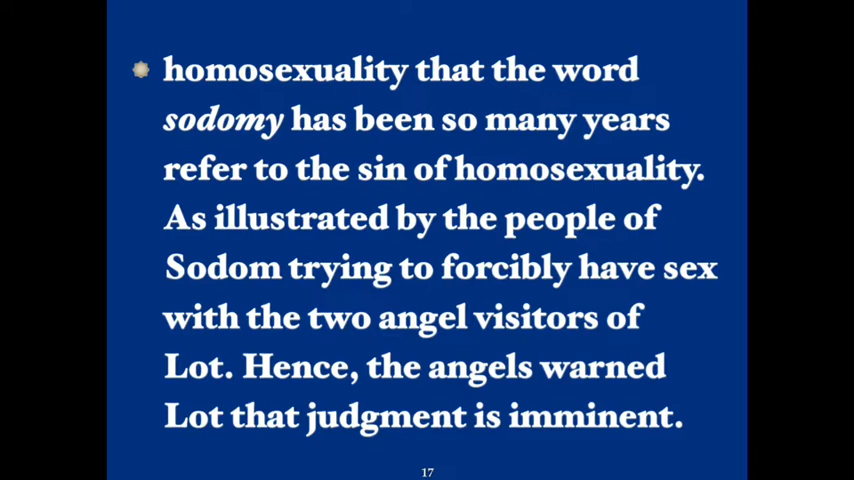 homosexuality that the word
sodomy has been so many years
refer to the sin of homosexuality.
As illustrated by the people of
Sodom trying to forcibly have sex
with the two angel visitors of
Lot. Hence, the angels warned
Lot that judgment is imminent.
17